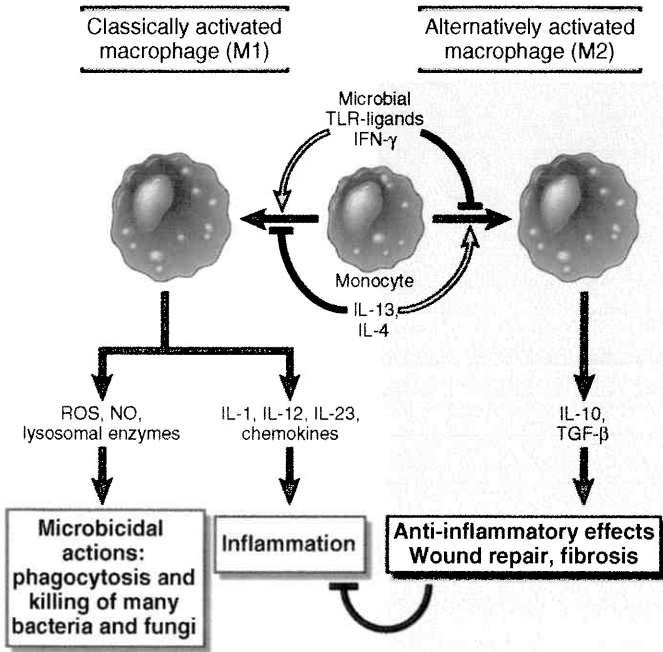 Classically activated
macrophage (M1)
Alternatively activated
macrophage (M2)
Microbial
TLR-ligands
IFN-γ
Monocyte
IL-13,
IL-4
ROS, NO,
lysosomal enzymes
IL-1, IL-12, IL-23,
chemokines
IL-10,
TGF-β
Microbicidal
actions:
phagocytosis and
killing of many
bacteria and fungi
Inflammation
Anti-inflammatory effects
Wound repair, fibrosis